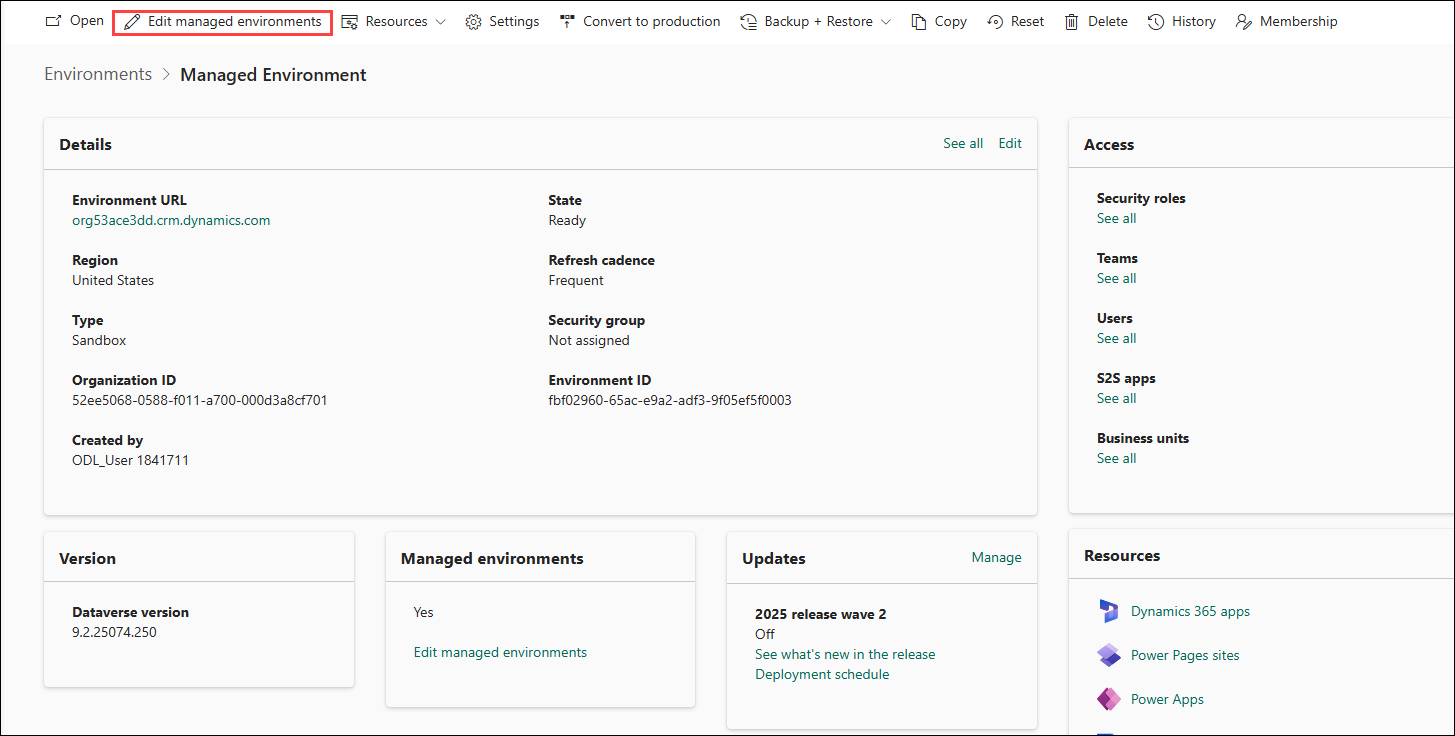 Open Edit managed environments Resources Settings Convert to production Backup + Restore Copy Reset Delete History Membership
Environments > Managed Environment
Details See all Edit
Environment URL
org53ace3dd.crm.dynamics.com
State
Ready
Region
United States
Refresh cadence
Frequent
Type
Sandbox
Security group
Not assigned
Organization ID
52ee5068-0588-f011-a700-000d3a8cf701
Environment ID
fbf02960-65ac-e9a2-adf3-9f05ef5f0003
Created by
ODL_User 1841711
Access
Security roles
See all
Teams
See all
Users
See all
S2S apps
See all
Business units
See all
Version
Dataverse version
9.2.25074.250
Managed environments
Yes
Edit managed environments
Updates Manage
2025 release wave 2
Off
See what's new in the release
Deployment schedule
Resources
Dynamics 365 apps
Power Pages sites
Power Apps